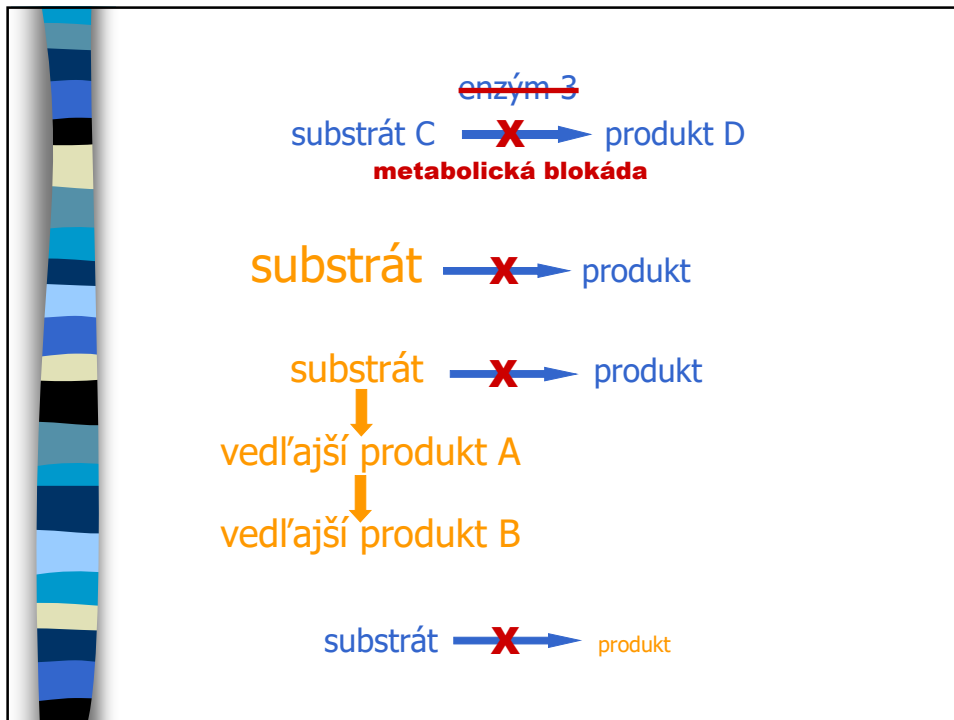 enzým 3
substrát C X produkt D
metabolická blokáda
substrát X produkt
substrát X produkt
vedľajší produkt A
vedľajší produkt B
substrát X produkt